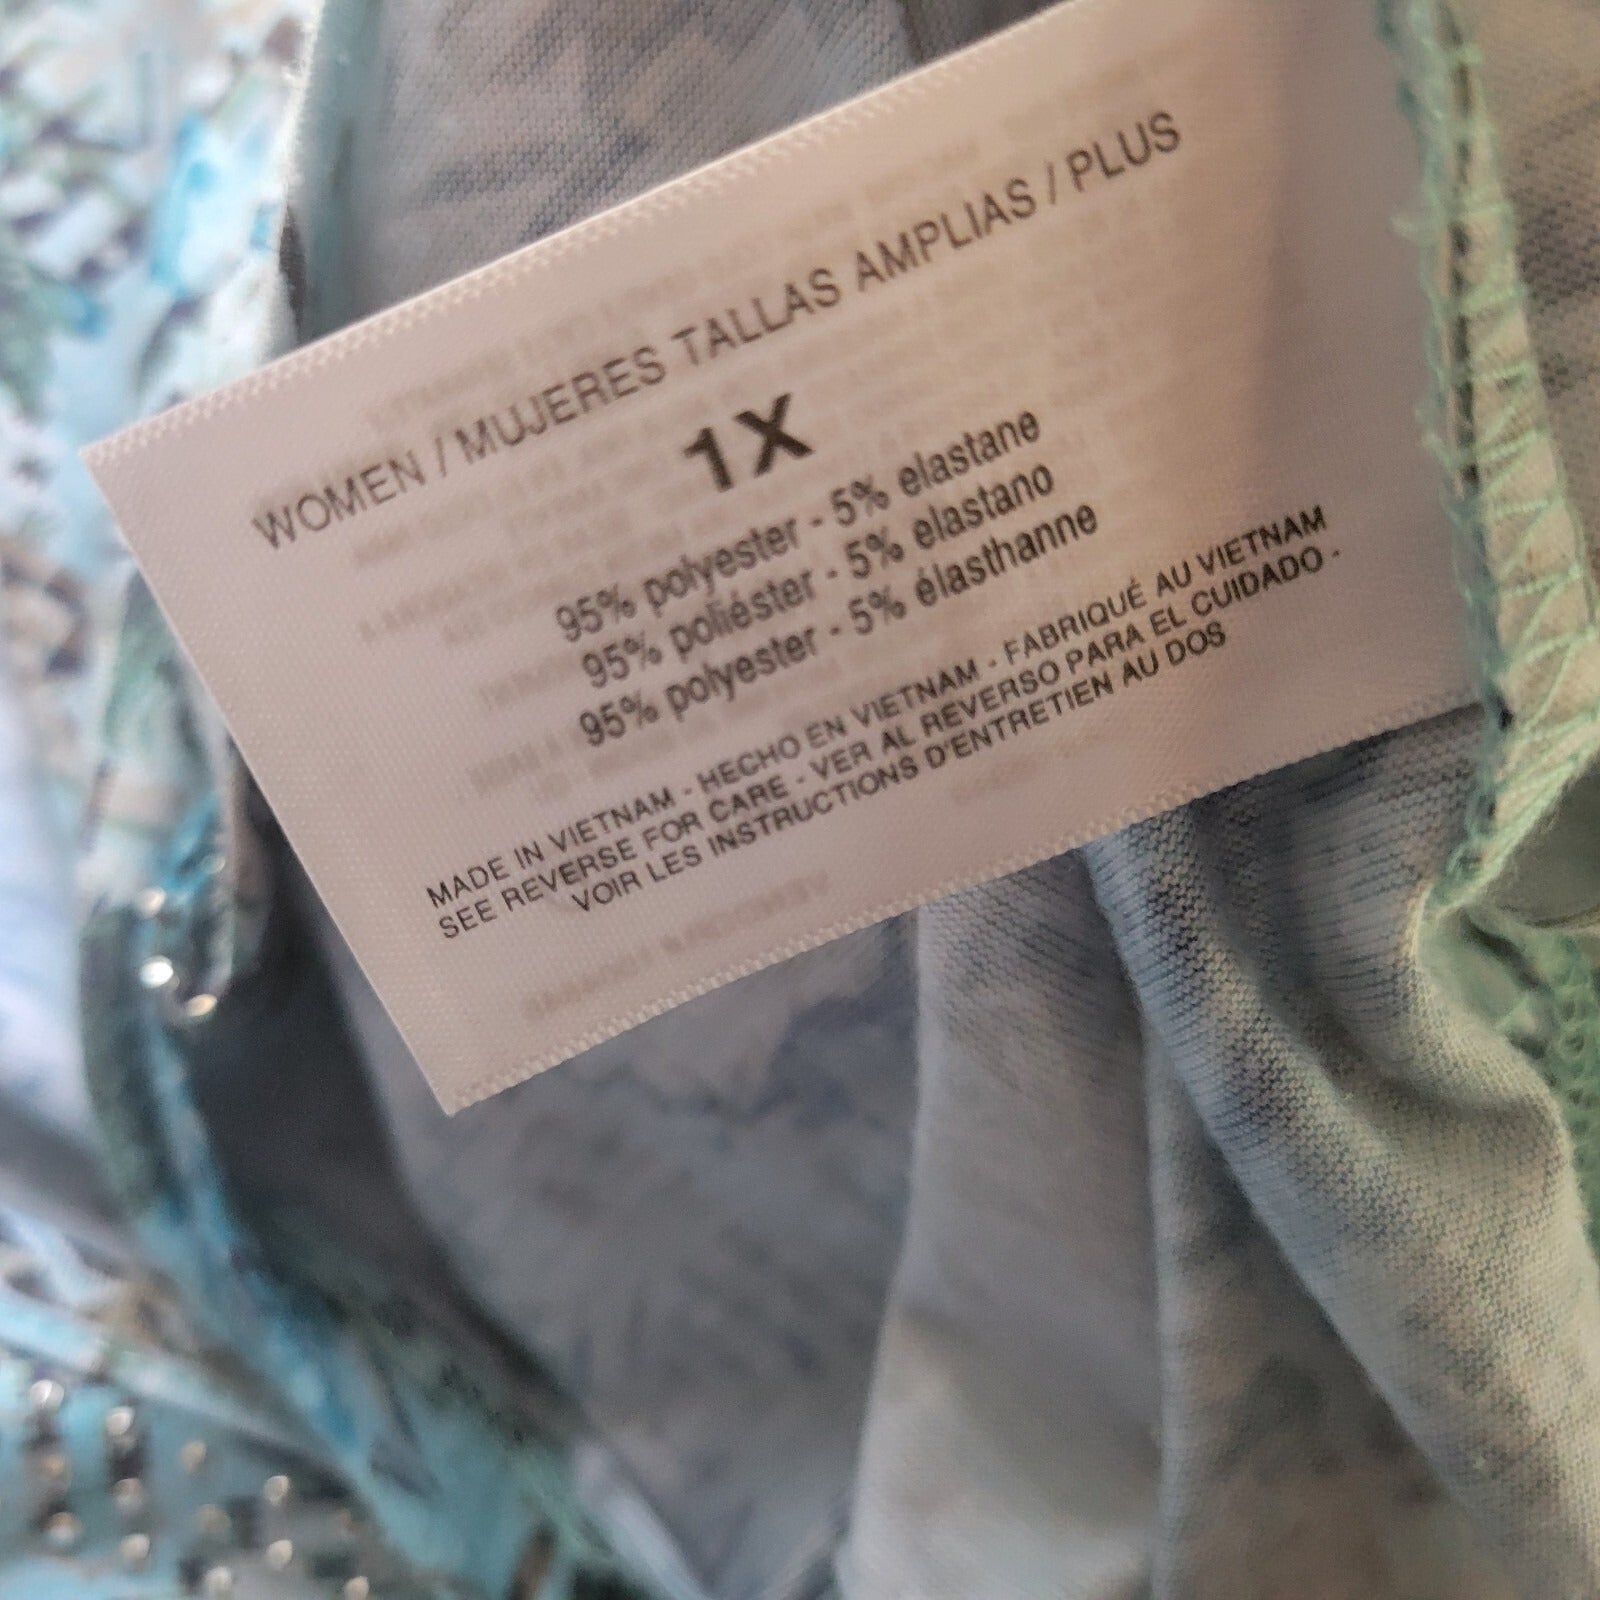 WOMEN / MUJERES TALLAS AMPLIAS / PLUS
1X
95% polyester - 5% elastane
95% poliéster - 5% elastano
95% polyester - 5% élasthanne
MADE IN VIETNAM - HECHO EN VIETNAM - FABRIQUÉ AU VIETNAM
SEE REVERSE FOR CARE - VER AL REVERSO PARA EL CUIDADO -
VOIR LES INSTRUCTIONS D'ENTRETIEN AU DOS